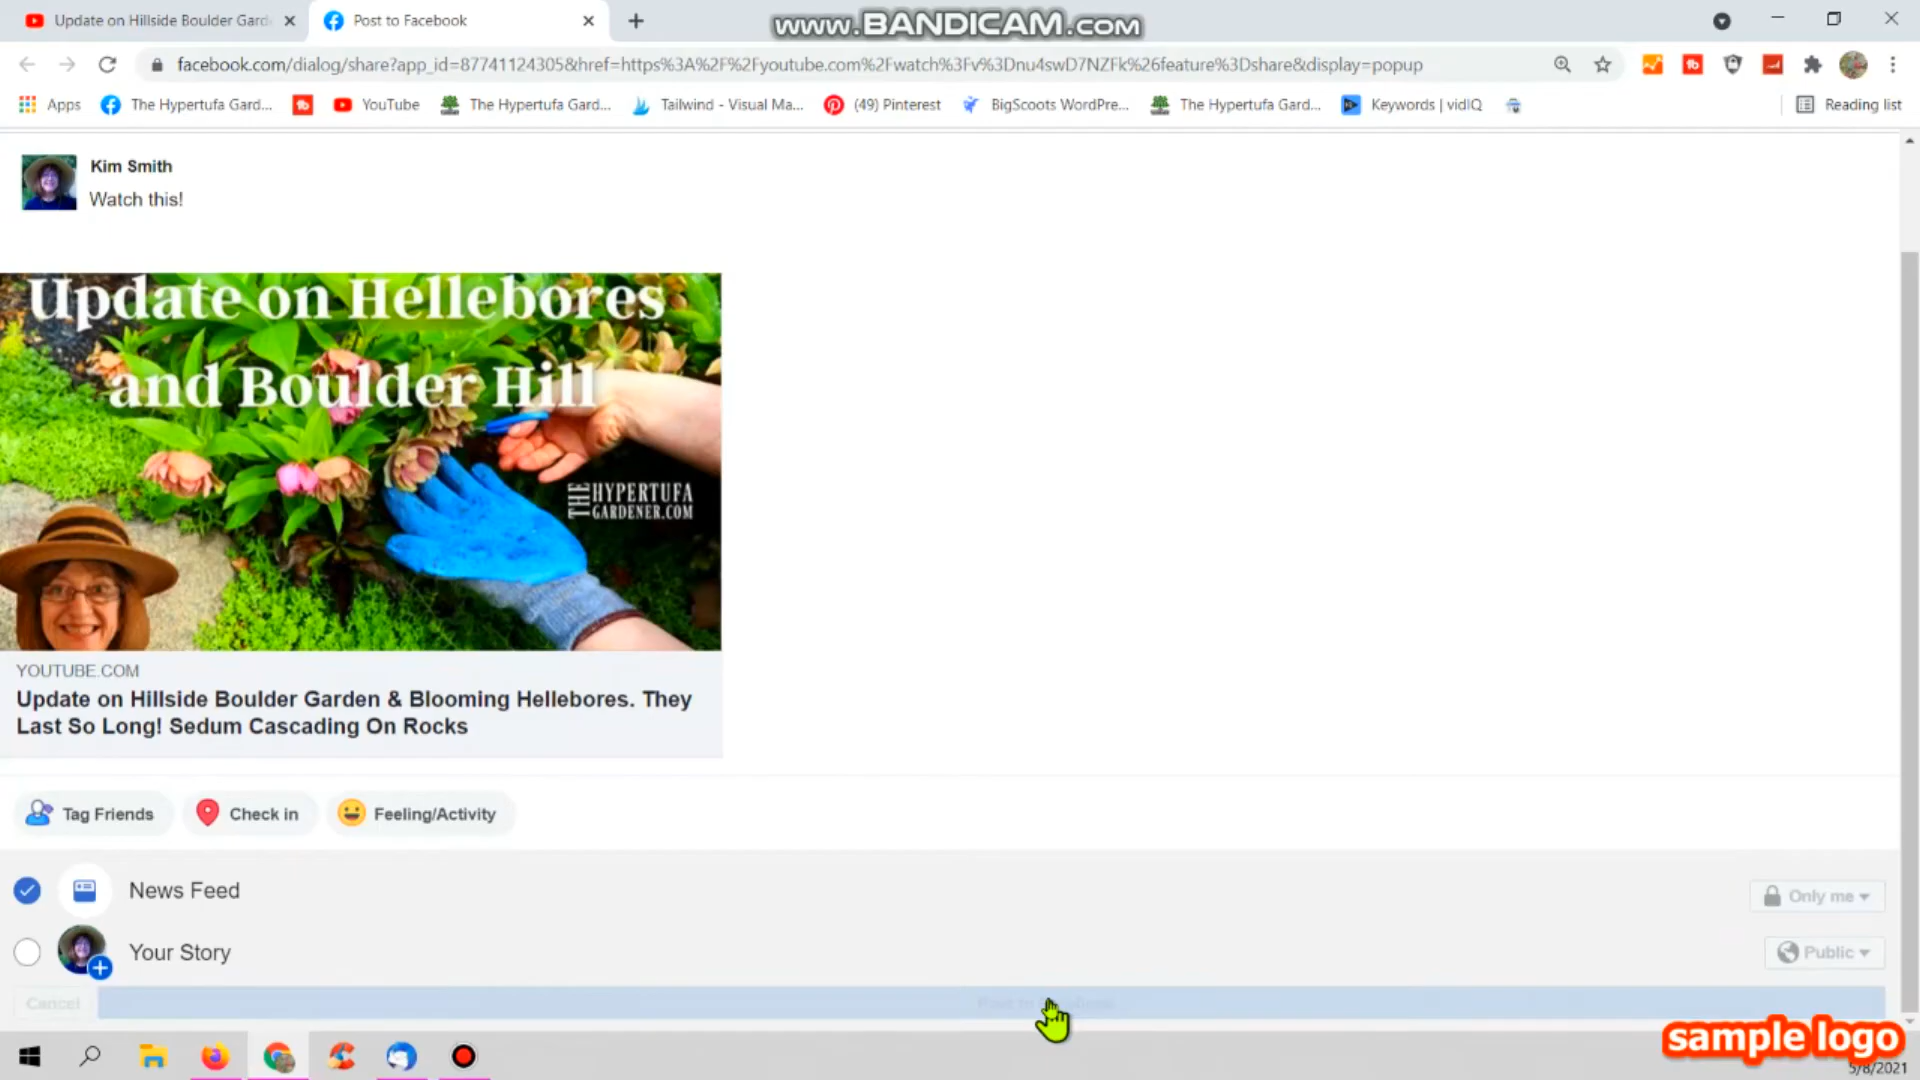 Update on Hillside Boulder Gard
Post to Facebook
www.BANDICAM.com
facebook.com/dialog/share?app_id=87741124305&href=https%3A%2F%2Fyoutube.com%2Fwatch%3Fv%3Dnu4swD7NZFk%26feature%3Dshare&display=popup
Apps
The Hypertufa Gard...
YouTube
The Hypertufa Gard...
Tailwind - Visual Ma...
(49) Pinterest
BigScoots WordPre...
The Hypertufa Gard...
Keywords | vidIQ
Reading list
Kim Smith
Watch this!
Update on Hellebores
and Boulder Hill
THE HYPERTUFA
GARDENER.COM
YOUTUBE.COM
Update on Hillside Boulder Garden & Blooming Hellebores. They
Last So Long! Sedum Cascading On Rocks
Tag Friends
Check in
Feeling/Activity
News Feed
Only me
Your Story
Public
Cancel
sample logo
5/8/2021